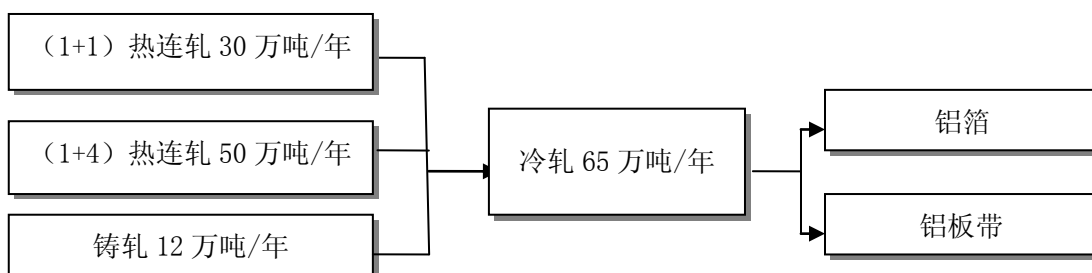 （1+1）热连轧 30 万吨/年
（1+4）热连轧 50 万吨/年
铸轧 12 万吨/年
冷轧 65 万吨/年
铝箔
铝板带